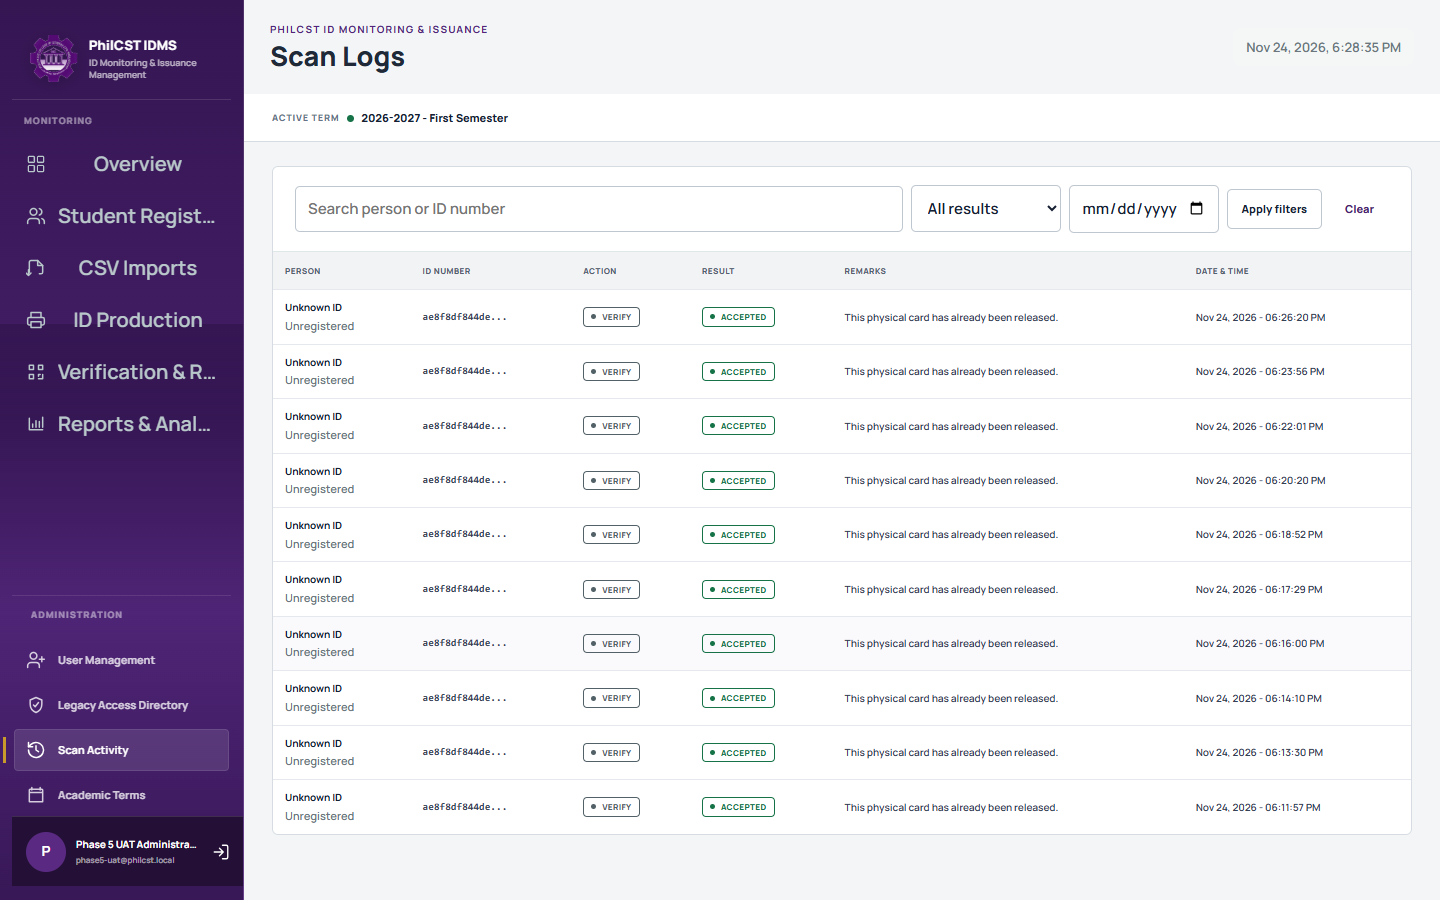 PhilCST IDMS
ID Monitoring & Issuance
Management
MONITORING
Overview
Student Regist...
CSV Imports
ID Production
Verification & R...
Reports & Anal...
ADMINISTRATION
User Management
Legacy Access Directory
Scan Activity
Academic Terms
P
Phase 5 UAT Administra...
phase5-uat@philcst.local
PHILCST ID MONITORING & ISSUANCE
Scan Logs
Nov 24, 2026, 6:28:35 PM
ACTIVE TERM 2026-2027 - First Semester
Search person or ID number All results mm/dd/yyyy Apply filters Clear
PERSON ID NUMBER ACTION RESULT REMARKS DATE & TIME
Unknown ID
Unregistered
ae8f8df844de... VERIFY ACCEPTED This physical card has already been released. Nov 24, 2026 - 06:26:20 PM
Unknown ID
Unregistered
ae8f8df844de... VERIFY ACCEPTED This physical card has already been released. Nov 24, 2026 - 06:23:56 PM
Unknown ID
Unregistered
ae8f8df844de... VERIFY ACCEPTED This physical card has already been released. Nov 24, 2026 - 06:22:01 PM
Unknown ID
Unregistered
ae8f8df844de... VERIFY ACCEPTED This physical card has already been released. Nov 24, 2026 - 06:20:20 PM
Unknown ID
Unregistered
ae8f8df844de... VERIFY ACCEPTED This physical card has already been released. Nov 24, 2026 - 06:18:52 PM
Unknown ID
Unregistered
ae8f8df844de... VERIFY ACCEPTED This physical card has already been released. Nov 24, 2026 - 06:17:29 PM
Unknown ID
Unregistered
ae8f8df844de... VERIFY ACCEPTED This physical card has already been released. Nov 24, 2026 - 06:16:00 PM
Unknown ID
Unregistered
ae8f8df844de... VERIFY ACCEPTED This physical card has already been released. Nov 24, 2026 - 06:14:10 PM
Unknown ID
Unregistered
ae8f8df844de... VERIFY ACCEPTED This physical card has already been released. Nov 24, 2026 - 06:13:30 PM
Unknown ID
Unregistered
ae8f8df844de... VERIFY ACCEPTED This physical card has already been released. Nov 24, 2026 - 06:11:57 PM